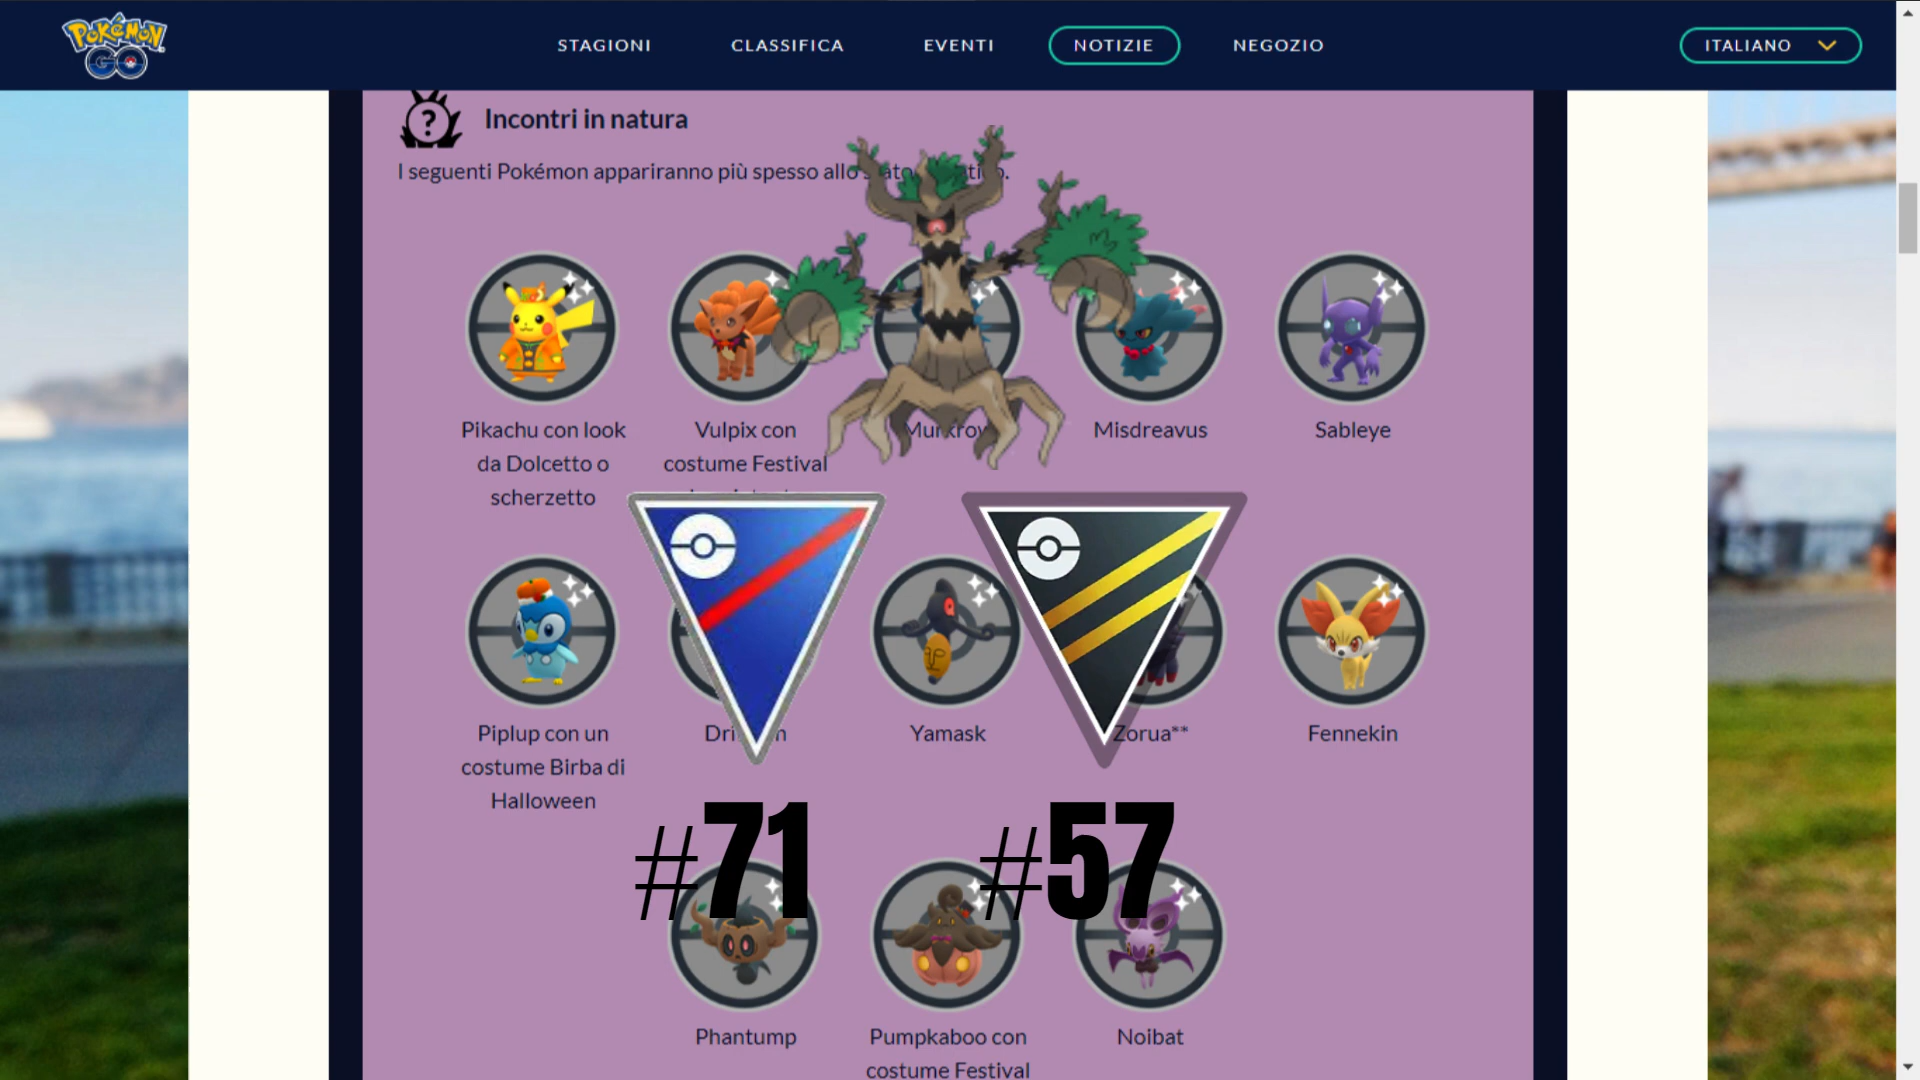 Pokémon GO
STAGIONI CLASSIFICA EVENTI NOTIZIE NEGOZIO ITALIANO
? Incontri in natura
I seguenti Pokémon appariranno più spesso allo
Pikachu con look
da Dolcetto o
scherzetto
Vulpix con
costume Festival
Murkrow
Misdreavus
Sableye
Piplup con un
costume Birba di
Halloween
Yamask
Zorua**
Fennekin
#71 #57
Phantump
Pumpkaboo con
costume Festival
Noibat